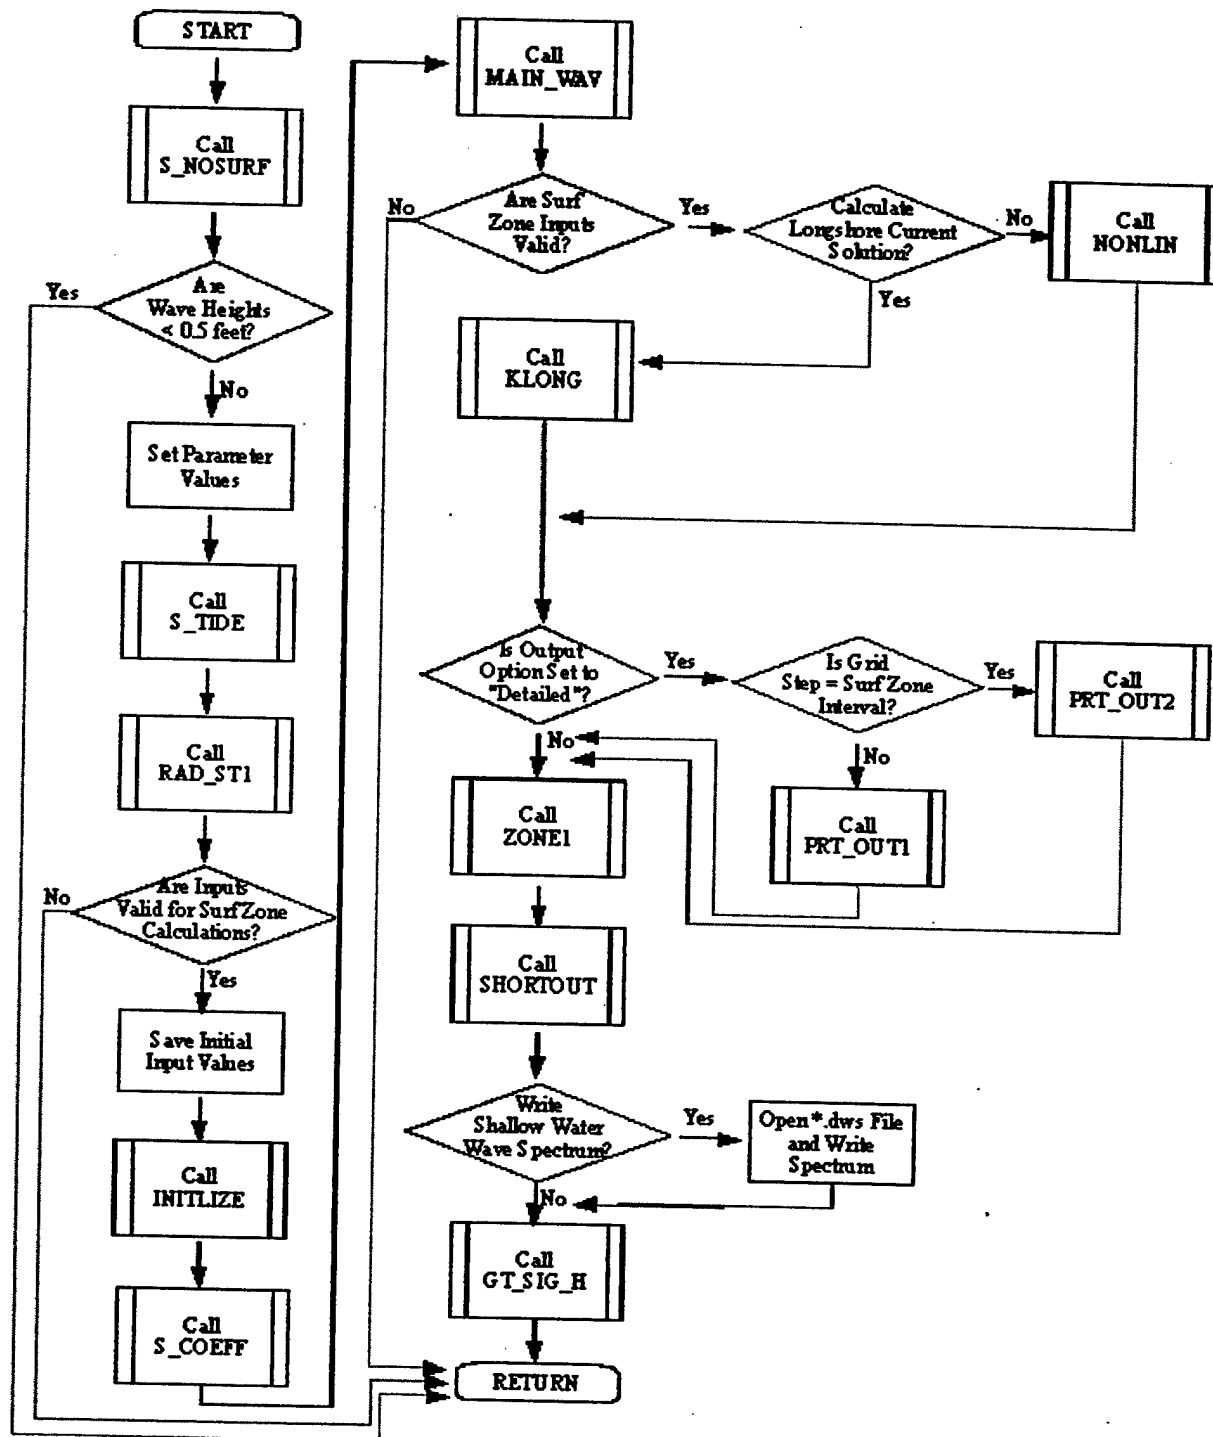 START
Call
S_NOSURF
Are
Wave Heights
< 0.5 feet?
Yes
No
Set Parameter
Values
Call
S_TIDE
Call
RAD_ST1
Are Inputs
Valid for Surf Zone
Calculations?
No
Yes
Save Initial
Input Values
Call
INITLIZE
Call
S_COEFF
Call
MAIN_WAV
Are Surf
Zone Inputs
Valid?
No
Yes
Calculate
Longshore Current
Solution?
No
Call
NONLIN
Yes
Call
KLONG
Is Output
Option Set to
"Detailed"?
Yes
Is Grid
Step = Surf Zone
Interval?
Yes
Call
PRT_OUT2
No
No
Call
PRT_OUT1
Call
ZONE1
Call
SHORTOUT
Write
Shallow Water
Wave Spectrum?
Yes
Open *.dws File
and Write
Spectrum
No
Call
GT_SIG_H
RETURN